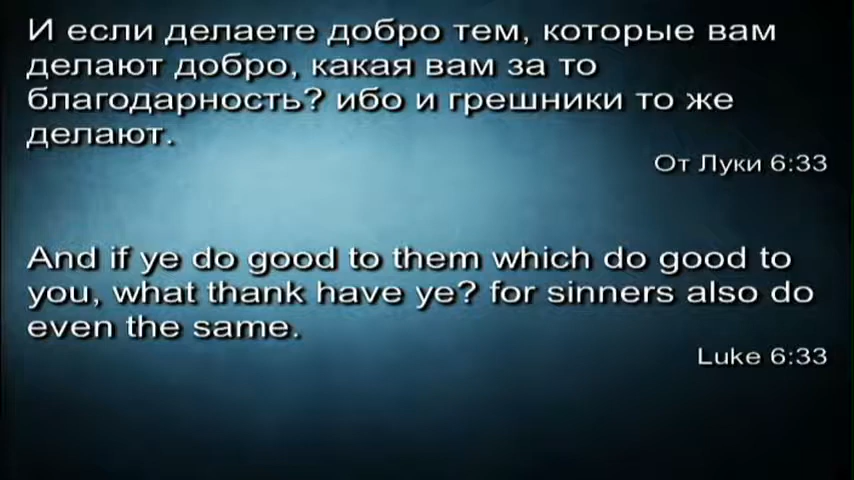 И если делаете добро тем, которые вам
делают добро, какая вам за то
благодарность? ибо и грешники то же
делают.
От Луки 6:33
And if ye do good to them which do good to
you, what thank have ye? for sinners also do
even the same.
Luke 6:33